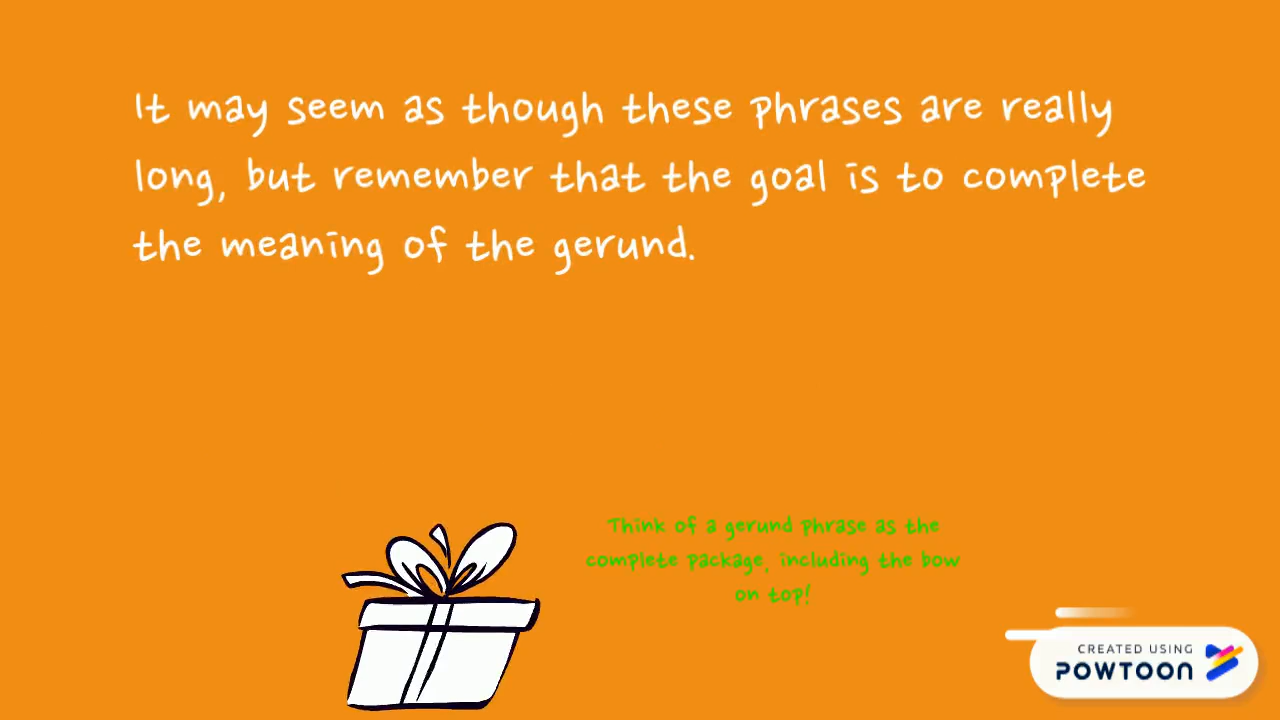 It may seem as though these phrases are really
long, but remember that the goal is to complete
the meaning of the gerund.
Think of a gerund phrase as the
complete package, including the bow
on top!
CREATED USING
POWTOON